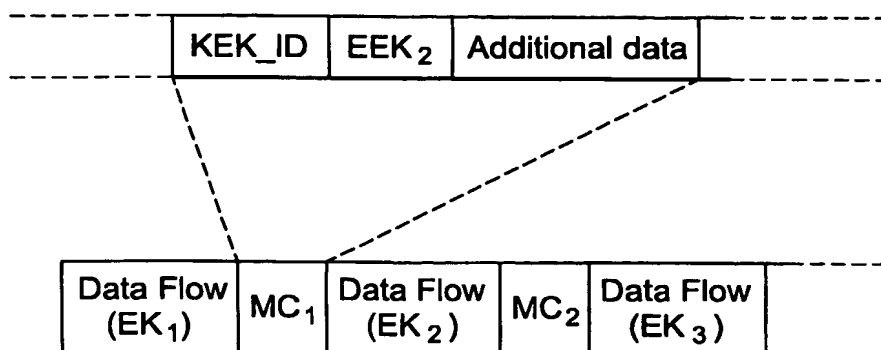 KEK_ID EEK₂ Additional data
Data Flow MC₁ Data Flow MC₂ Data Flow
(EK₁) (EK₂) (EK₃)